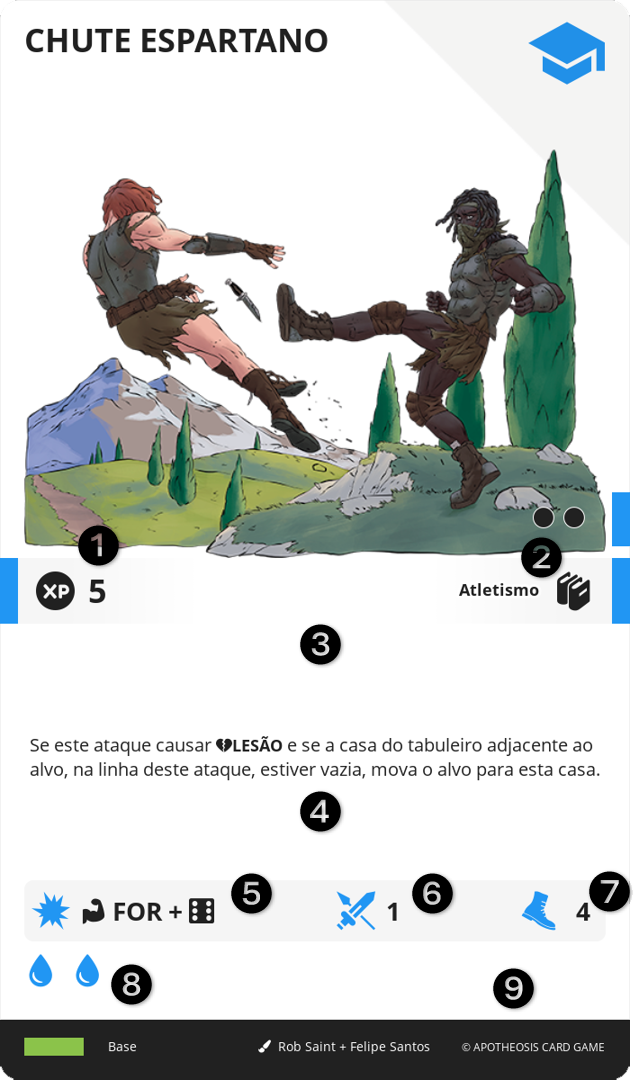 CHUTE ESPARTANO
1
2
XP 5
Atletismo
3
Se este ataque causar LESÃO e se a casa do tabuleiro adjacente ao
alvo, na linha deste ataque, estiver vazia, mova o alvo para esta casa.
4
5
6
7
FOR +
1
4
8
9
Base
Rob Saint + Felipe Santos
© APOTHEOSIS CARD GAME